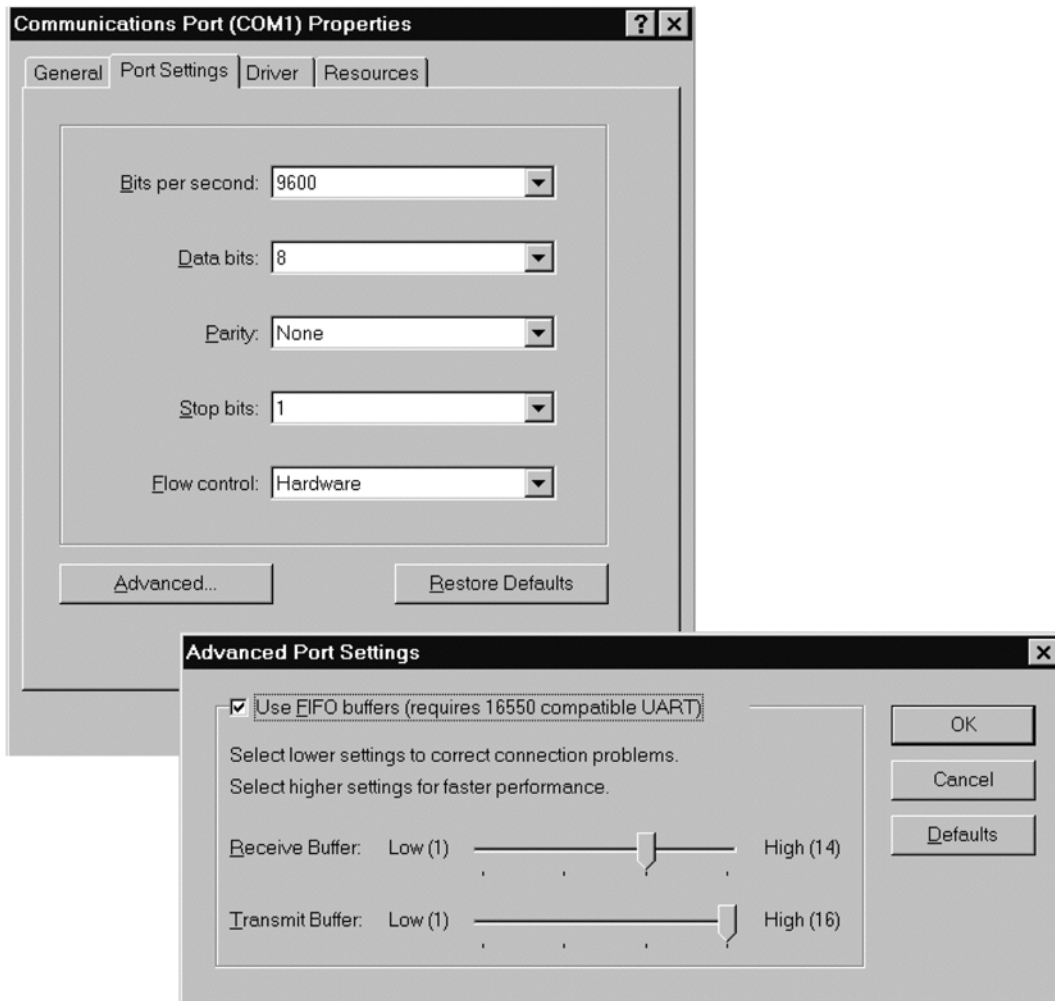 Communications Port (COM1) Properties
General Port Settings Driver Resources
Bits per second: 9600
Data bits: 8
Parity: None
Stop bits: 1
Flow control: Hardware
Advanced... Restore Defaults
Advanced Port Settings
Use FIFO buffers (requires 16550 compatible UART)
OK
Select lower settings to correct connection problems.
Select higher settings for faster performance.
Cancel
Defaults
Receive Buffer: Low (1) High (14)
Transmit Buffer: Low (1) High (16)